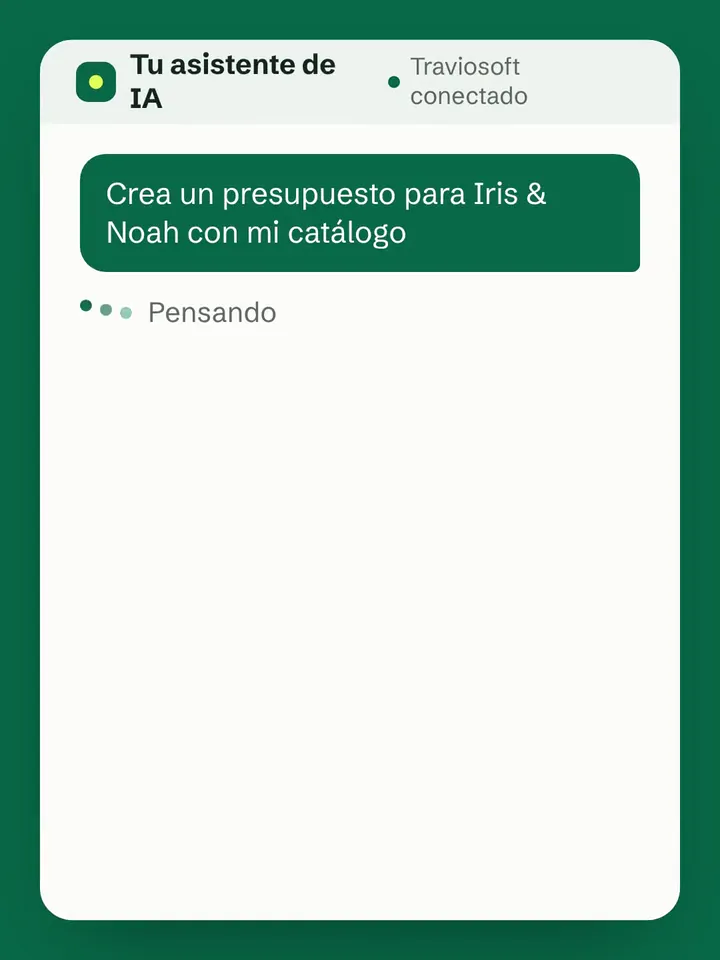 Tu asistente de
IA
Traviosoft
conectado
Crea un presupuesto para Iris &
Noah con mi catálogo
Pensando